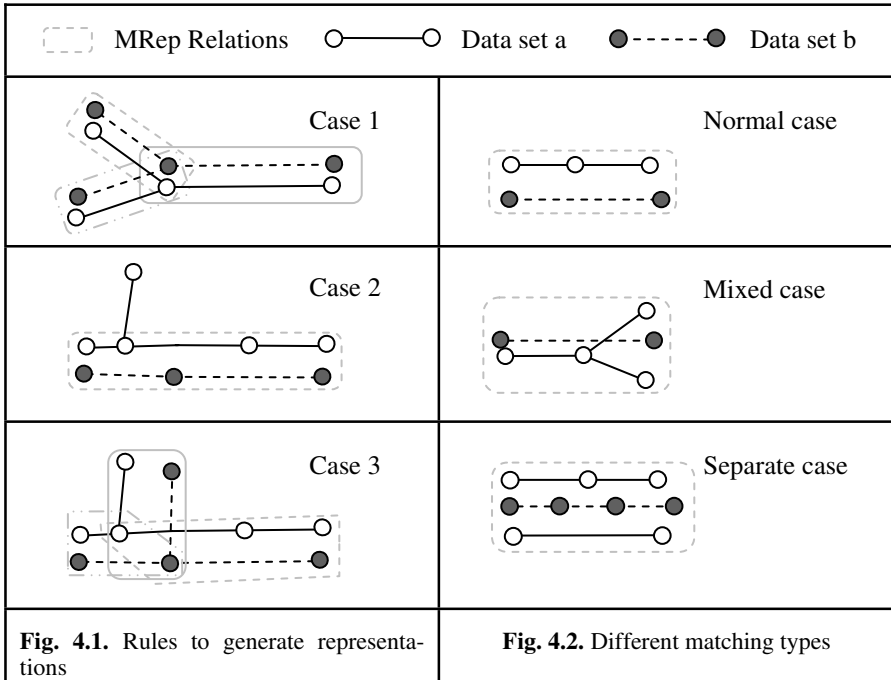 MRep Relations Data set a Data set b
Case 1
Normal case
Case 2
Mixed case
Case 3
Separate case
Fig. 4.1. Rules to generate representa-
tions
Fig. 4.2. Different matching types